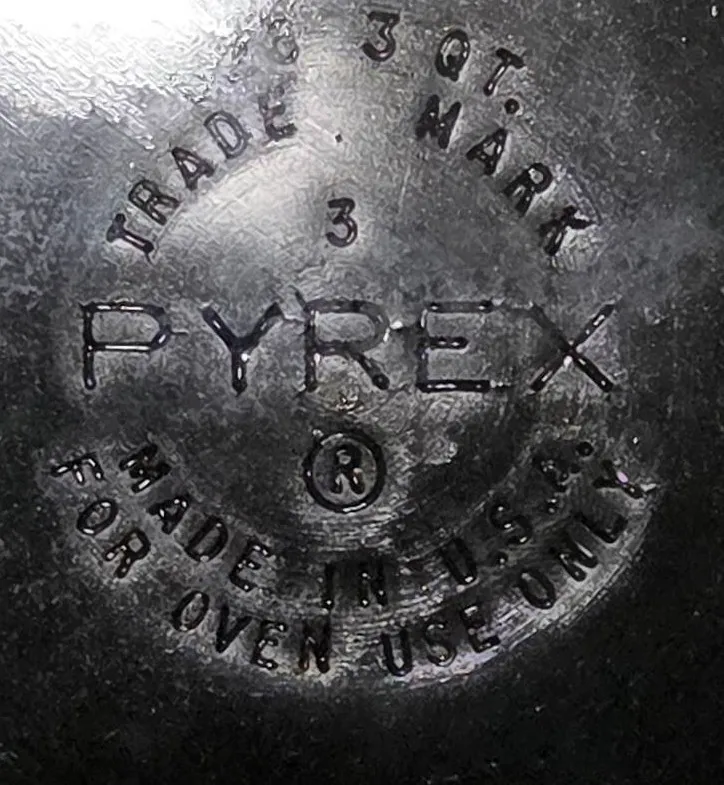 3 QT.
TRADE MARK
3
PYREX
®
MADE IN U.S.A.
FOR OVEN USE ONLY